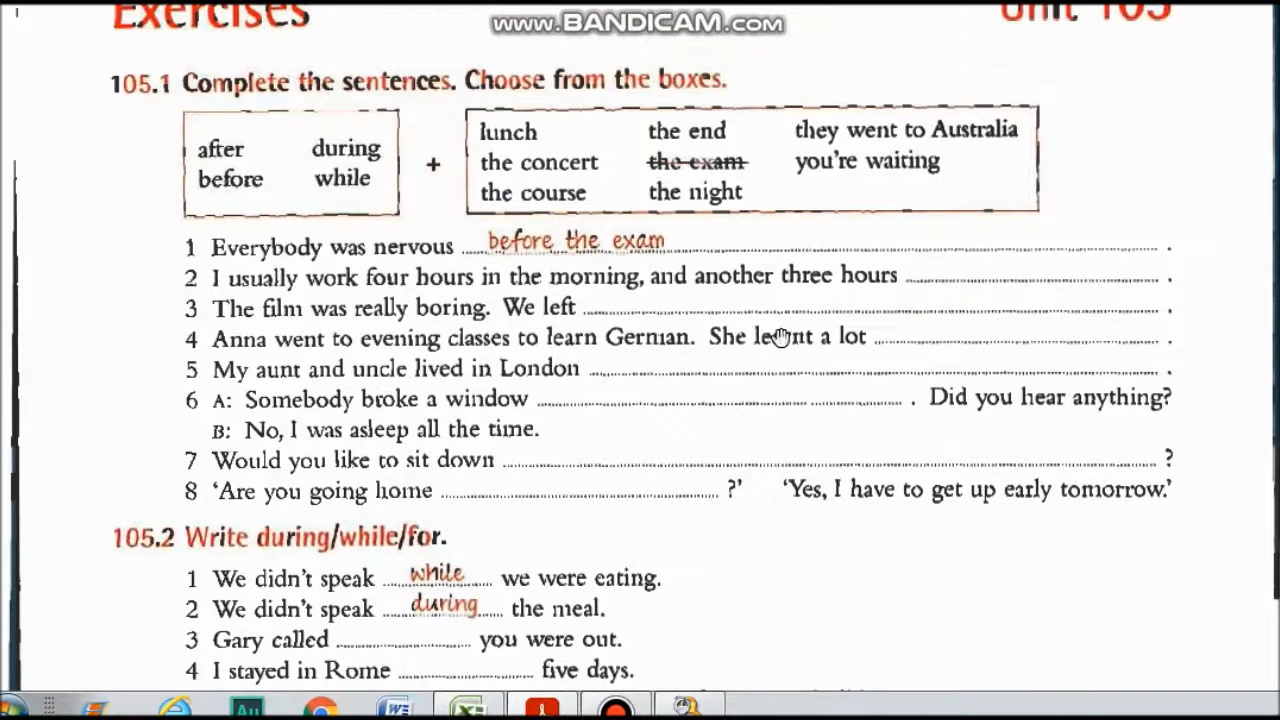 www.BANDICAM.com
Exercises
Unit 105
105.1 Complete the sentences. Choose from the boxes.
after during
before while
+
lunch the end they went to Australia
the concert the exam you're waiting
the course the night
1 Everybody was nervous before the exam .
2 I usually work four hours in the morning, and another three hours .
3 The film was really boring. We left .
4 Anna went to evening classes to learn German. She learnt a lot .
5 My aunt and uncle lived in London .
6 A: Somebody broke a window . Did you hear anything?
B: No, I was asleep all the time.
7 Would you like to sit down ?
8 'Are you going home ?' 'Yes, I have to get up early tomorrow.'
105.2 Write during/while/for.
1 We didn't speak while we were eating.
2 We didn't speak during the meal.
3 Gary called you were out.
4 I stayed in Rome five days.
Au